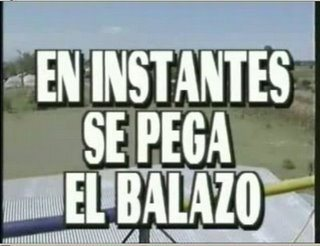 EN INSTANTES
SE PEGA
EL BALAZO